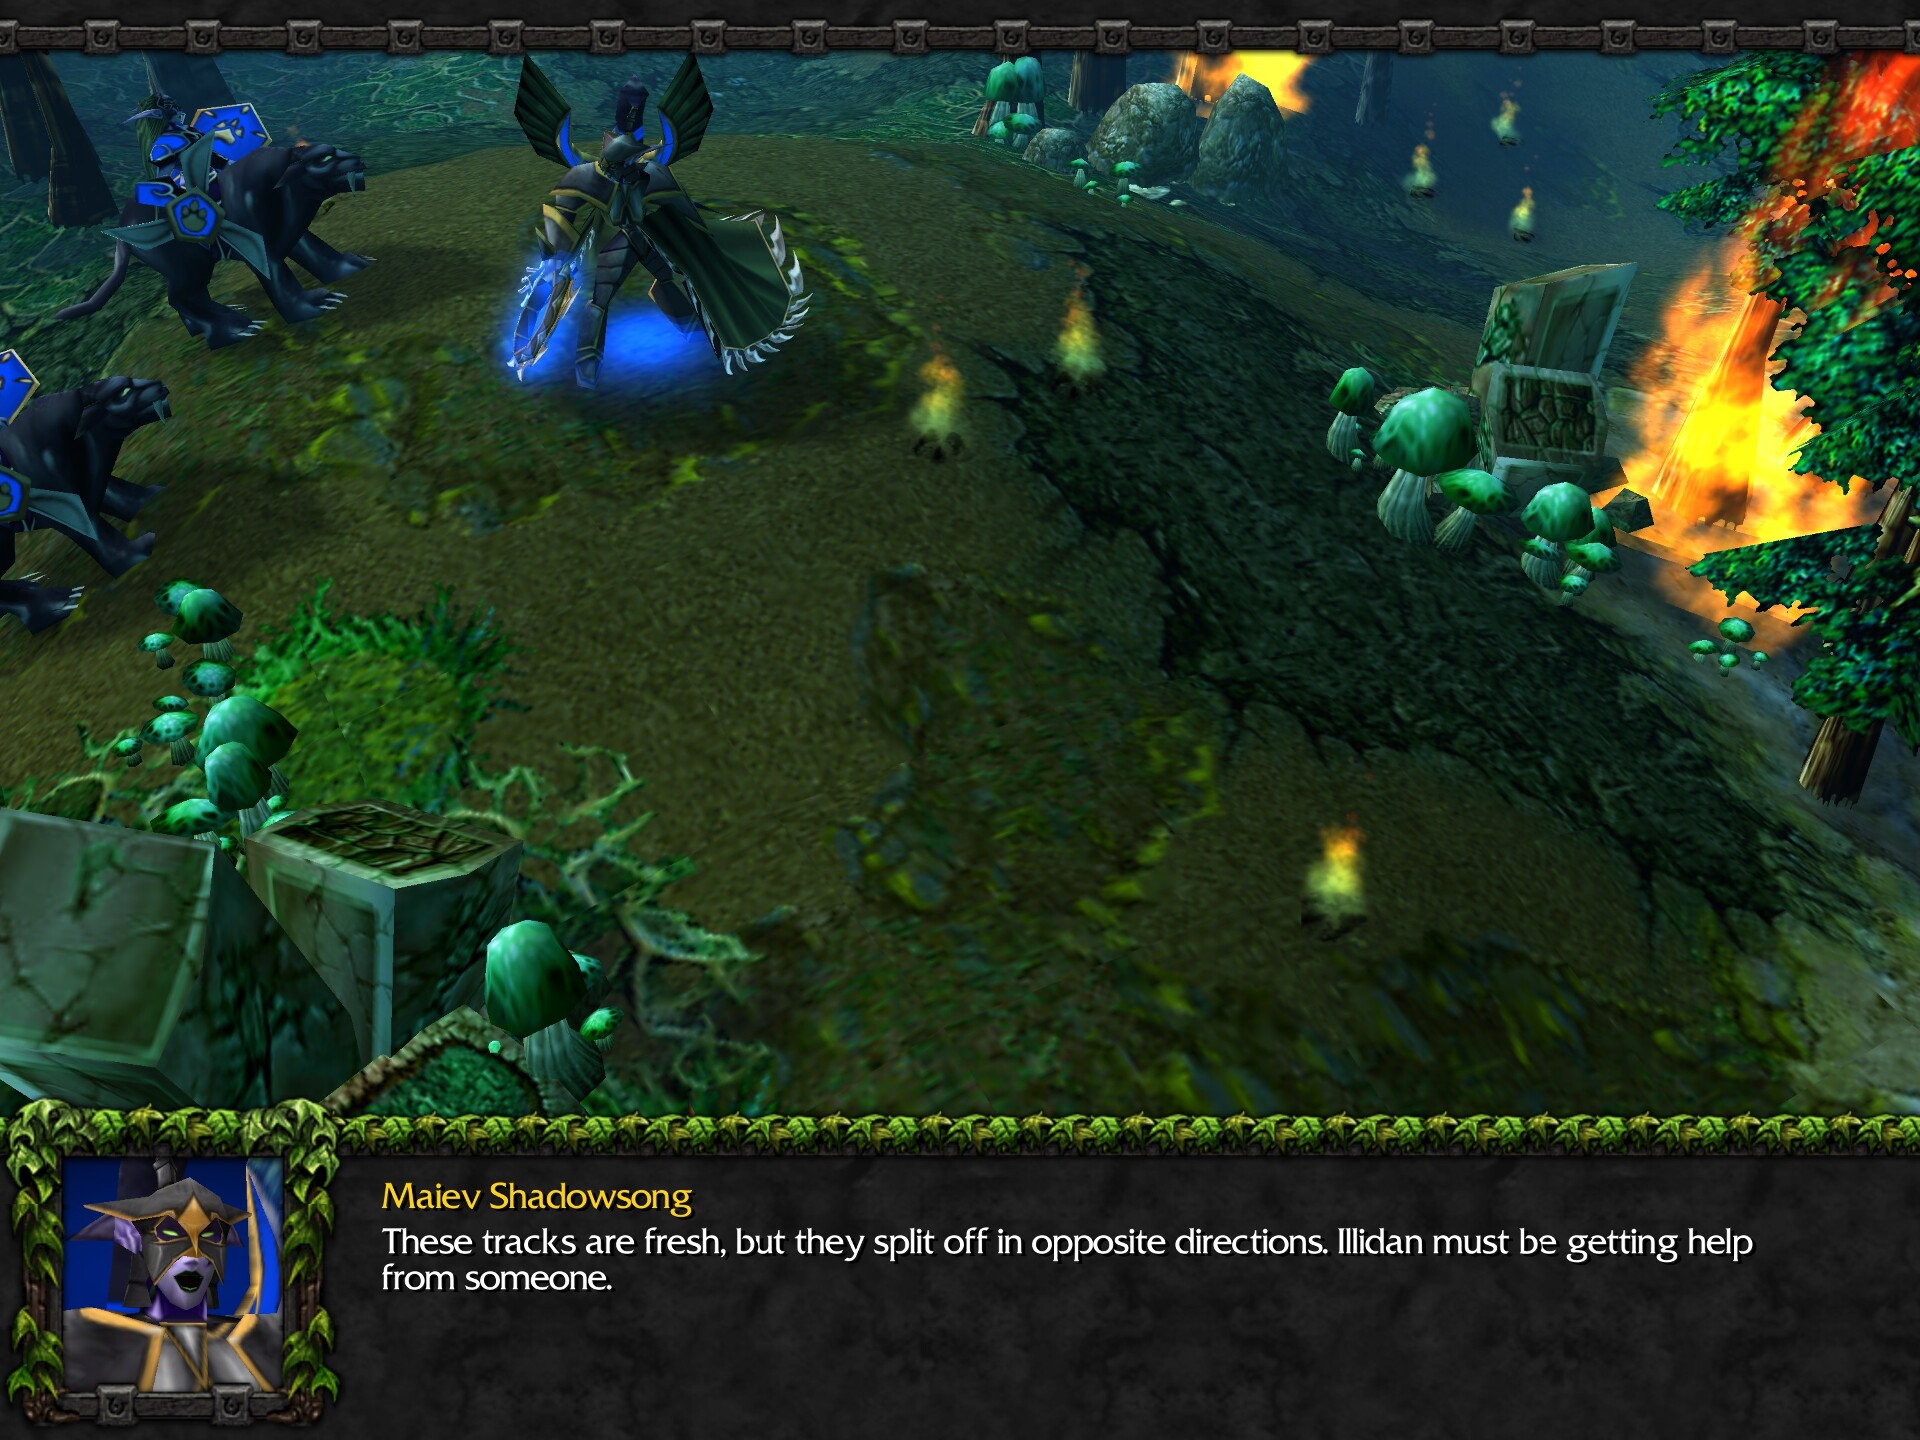 Maiev Shadowsong
These tracks are fresh, but they split off in opposite directions. Illidan must be getting help
from someone.